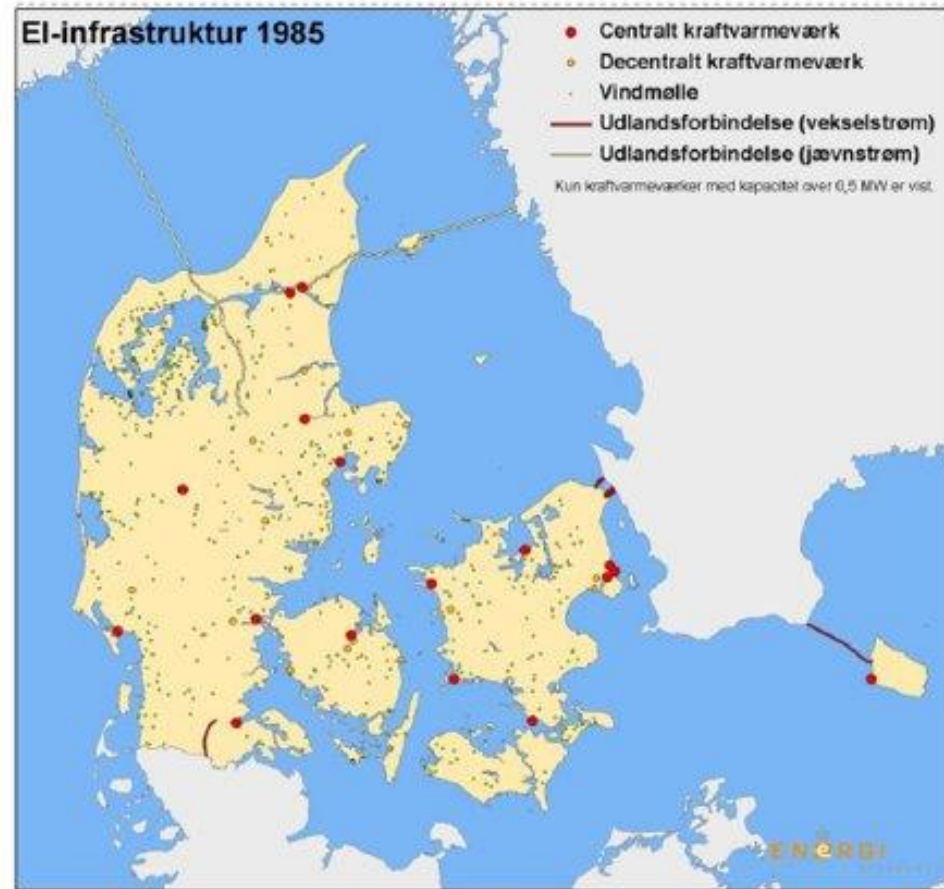 El-infrastruktur 1985
Centralt kraftvarmeværk
Decentralt kraftvarmeværk
Vindmølle
Udlandsforbindelse (vekselstrøm)
Udlandsforbindelse (jævnstrøm)
Kun kraftvarmeværker med kapacitet over 0,5 MW er vist.
ENERGI